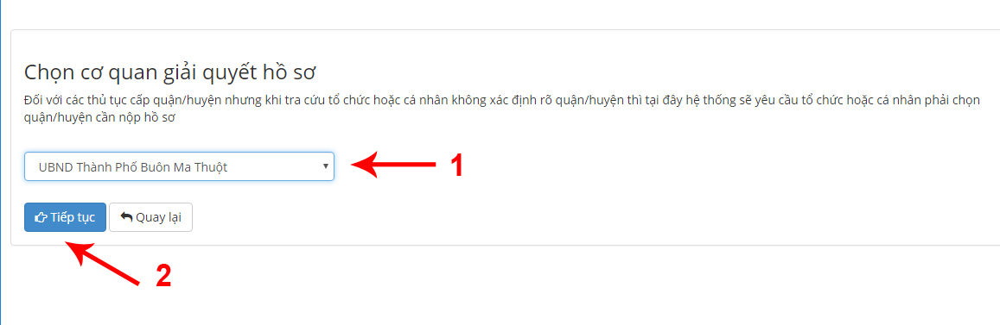 Chọn cơ quan giải quyết hồ sơ
Đối với các thủ tục cấp quận/huyện nhưng khi tra cứu tổ chức hoặc cá nhân không xác định rõ quận/huyện thì tại đây hệ thống sẽ yêu cầu tổ chức hoặc cá nhân phải chọn
quận/huyện cần nộp hồ sơ
UBND Thành Phố Buôn Ma Thuột
1
Tiếp tục Quay lại
2